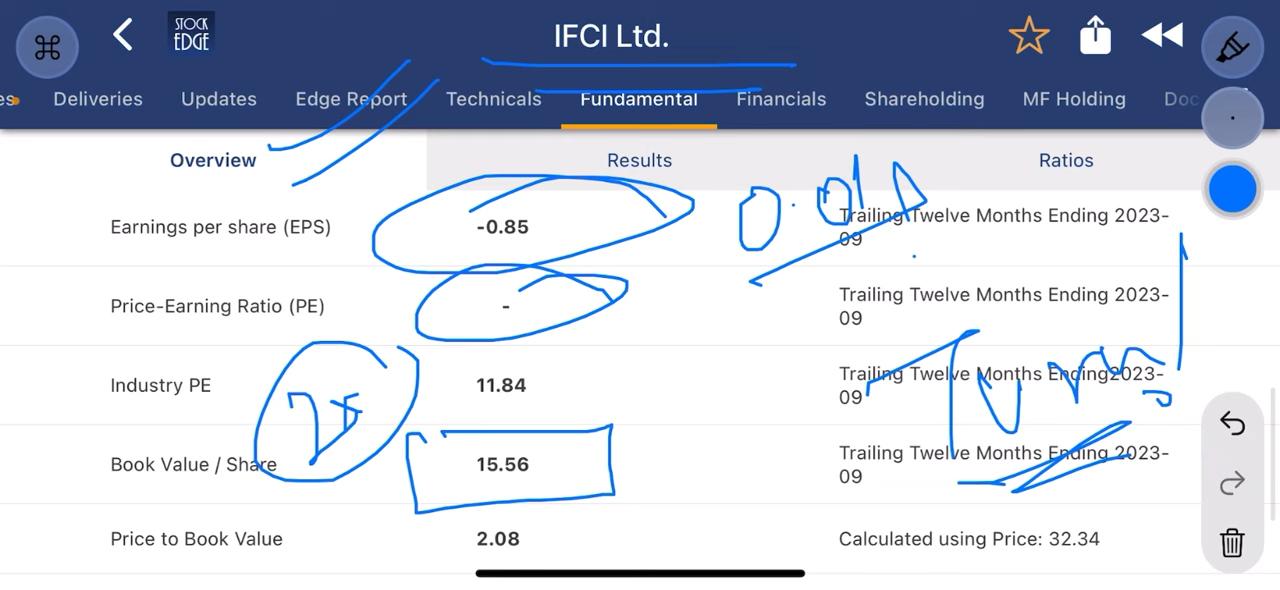 STOCK
EDGE
IFCI Ltd.
Deliveries Updates Edge Report Technicals Fundamental Financials Shareholding MF Holding
Overview Results Ratios
Earnings per share (EPS) -0.85 Trailing Twelve Months Ending 2023-
09
Price-Earning Ratio (PE) - Trailing Twelve Months Ending 2023-
09
Industry PE 11.84 Trailing Twelve Months Ending2023-
09
Book Value / Share 15.56 Trailing Twelve Months Ending 2023-
09
Price to Book Value 2.08 Calculated using Price: 32.34